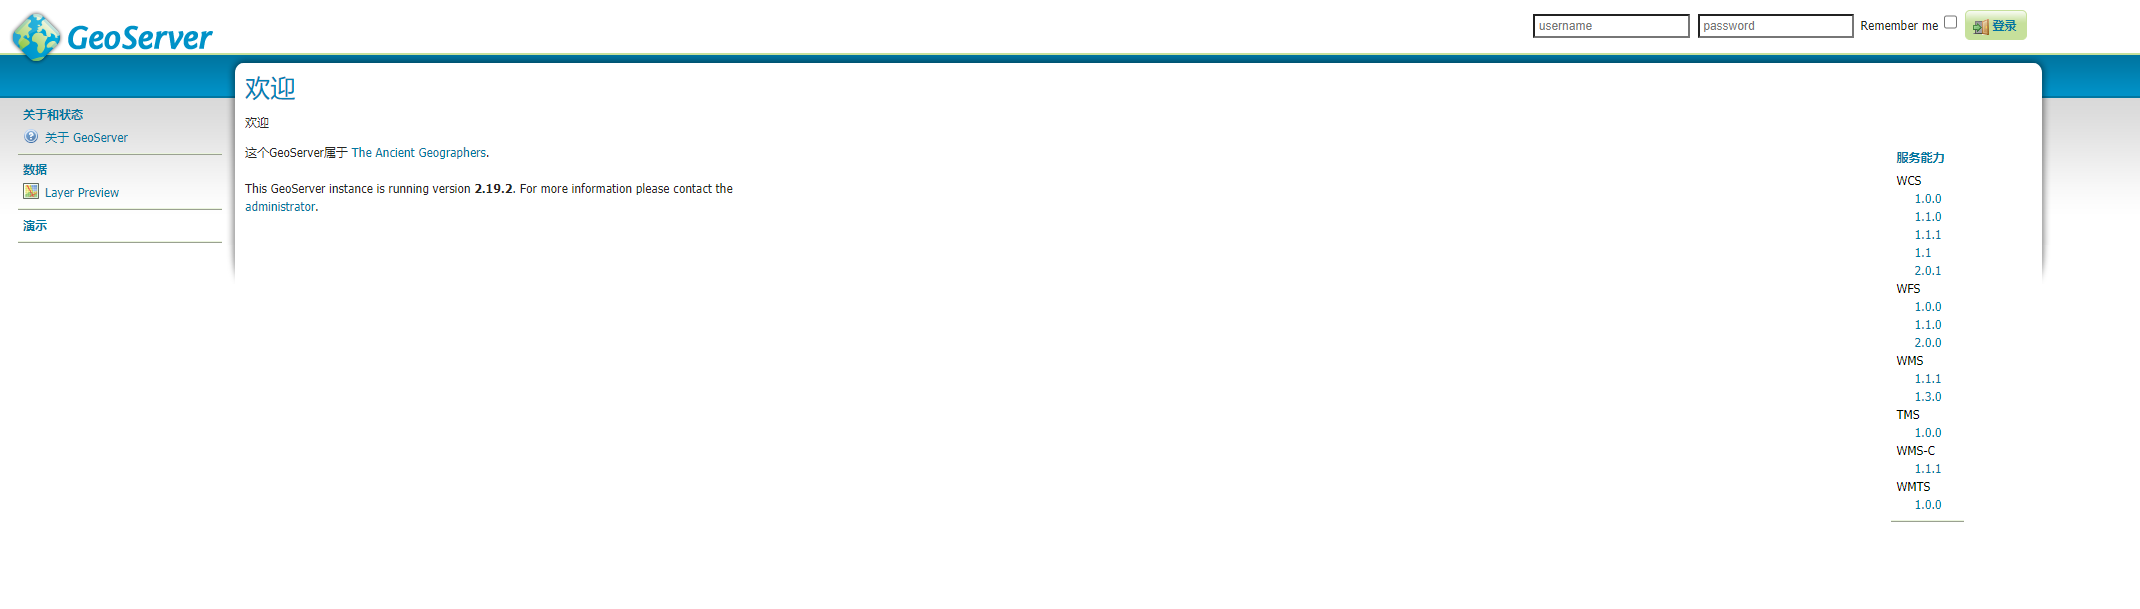 GeoServer
username password Remember me 登录
关于和状态
关于 GeoServer
数据
Layer Preview
演示
欢迎
欢迎
这个GeoServer属于 The Ancient Geographers.
This GeoServer instance is running version 2.19.2. For more information please contact the
administrator.
服务能力
WCS
1.0.0
1.1.0
1.1.1
1.1
2.0.1
WFS
1.0.0
1.1.0
2.0.0
WMS
1.1.1
1.3.0
TMS
1.0.0
WMS-C
1.1.1
WMTS
1.0.0